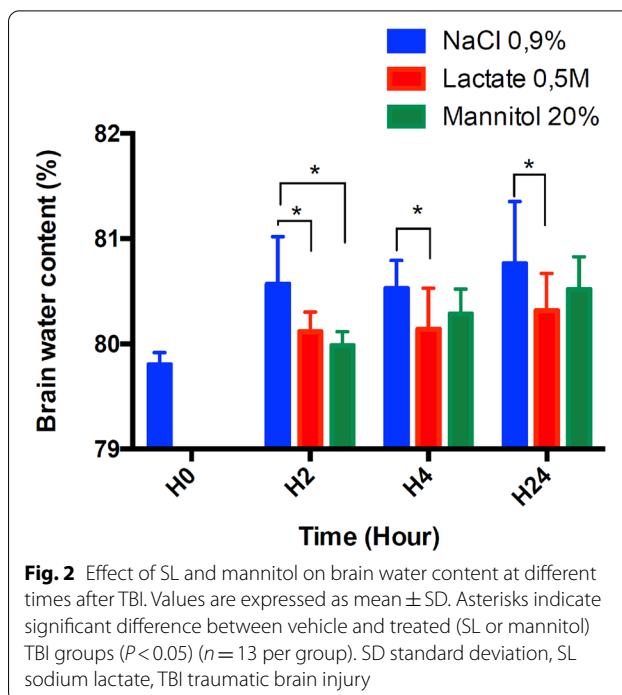 NaCl 0,9%
Lactate 0,5M
Mannitol 20%
Brain water content (%)
82
81
80
79
*
*
*
*
H0
H2
H4
H24
Time (Hour)
Fig. 2 Effect of SL and mannitol on brain water content at different
times after TBI. Values are expressed as mean ± SD. Asterisks indicate
significant difference between vehicle and treated (SL or mannitol)
TBI groups (P < 0.05) (n = 13 per group). SD standard deviation, SL
sodium lactate, TBI traumatic brain injury